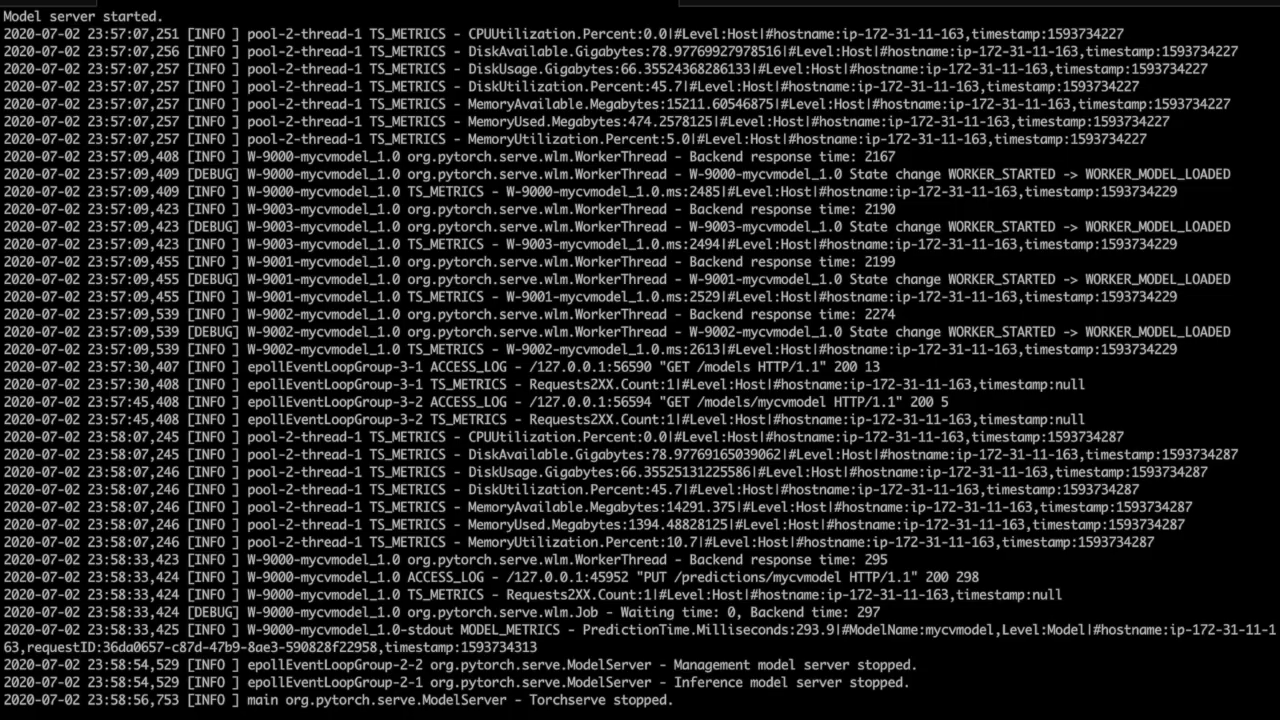 Model server started.
2020-07-02 23:57:07,251 [INFO ] pool-2-thread-1 TS_METRICS - CPUUtilization.Percent:0.0|#Level:Host|#hostname:ip-172-31-11-163,timestamp:1593734227
2020-07-02 23:57:07,256 [INFO ] pool-2-thread-1 TS_METRICS - DiskAvailable.Gigabytes:78.97769927978516|#Level:Host|#hostname:ip-172-31-11-163,timestamp:1593734227
2020-07-02 23:57:07,257 [INFO ] pool-2-thread-1 TS_METRICS - DiskUsage.Gigabytes:66.35524368286133|#Level:Host|#hostname:ip-172-31-11-163,timestamp:1593734227
2020-07-02 23:57:07,257 [INFO ] pool-2-thread-1 TS_METRICS - DiskUtilization.Percent:45.7|#Level:Host|#hostname:ip-172-31-11-163,timestamp:1593734227
2020-07-02 23:57:07,257 [INFO ] pool-2-thread-1 TS_METRICS - MemoryAvailable.Megabytes:15211.60546875|#Level:Host|#hostname:ip-172-31-11-163,timestamp:1593734227
2020-07-02 23:57:07,257 [INFO ] pool-2-thread-1 TS_METRICS - MemoryUsed.Megabytes:474.2578125|#Level:Host|#hostname:ip-172-31-11-163,timestamp:1593734227
2020-07-02 23:57:07,257 [INFO ] pool-2-thread-1 TS_METRICS - MemoryUtilization.Percent:5.0|#Level:Host|#hostname:ip-172-31-11-163,timestamp:1593734227
2020-07-02 23:57:09,408 [INFO ] W-9000-mycvmodel_1.0 org.pytorch.serve.wlm.WorkerThread - Backend response time: 2167
2020-07-02 23:57:09,409 [DEBUG] W-9000-mycvmodel_1.0 org.pytorch.serve.wlm.WorkerThread - W-9000-mycvmodel_1.0 State change WORKER_STARTED -> WORKER_MODEL_LOADED
2020-07-02 23:57:09,409 [INFO ] W-9000-mycvmodel_1.0 TS_METRICS - W-9000-mycvmodel_1.0.ms:2485|#Level:Host|#hostname:ip-172-31-11-163,timestamp:1593734229
2020-07-02 23:57:09,423 [INFO ] W-9003-mycvmodel_1.0 org.pytorch.serve.wlm.WorkerThread - Backend response time: 2190
2020-07-02 23:57:09,423 [DEBUG] W-9003-mycvmodel_1.0 org.pytorch.serve.wlm.WorkerThread - W-9003-mycvmodel_1.0 State change WORKER_STARTED -> WORKER_MODEL_LOADED
2020-07-02 23:57:09,423 [INFO ] W-9003-mycvmodel_1.0 TS_METRICS - W-9003-mycvmodel_1.0.ms:2494|#Level:Host|#hostname:ip-172-31-11-163,timestamp:1593734229
2020-07-02 23:57:09,455 [INFO ] W-9001-mycvmodel_1.0 org.pytorch.serve.wlm.WorkerThread - Backend response time: 2199
2020-07-02 23:57:09,455 [DEBUG] W-9001-mycvmodel_1.0 org.pytorch.serve.wlm.WorkerThread - W-9001-mycvmodel_1.0 State change WORKER_STARTED -> WORKER_MODEL_LOADED
2020-07-02 23:57:09,455 [INFO ] W-9001-mycvmodel_1.0 TS_METRICS - W-9001-mycvmodel_1.0.ms:2529|#Level:Host|#hostname:ip-172-31-11-163,timestamp:1593734229
2020-07-02 23:57:09,539 [INFO ] W-9002-mycvmodel_1.0 org.pytorch.serve.wlm.WorkerThread - Backend response time: 2274
2020-07-02 23:57:09,539 [DEBUG] W-9002-mycvmodel_1.0 org.pytorch.serve.wlm.WorkerThread - W-9002-mycvmodel_1.0 State change WORKER_STARTED -> WORKER_MODEL_LOADED
2020-07-02 23:57:09,539 [INFO ] W-9002-mycvmodel_1.0 TS_METRICS - W-9002-mycvmodel_1.0.ms:2613|#Level:Host|#hostname:ip-172-31-11-163,timestamp:1593734229
2020-07-02 23:57:30,407 [INFO ] epollEventLoopGroup-3-1 ACCESS_LOG - /127.0.0.1:56590 "GET /models HTTP/1.1" 200 13
2020-07-02 23:57:30,408 [INFO ] epollEventLoopGroup-3-1 TS_METRICS - Requests2XX.Count:1|#Level:Host|#hostname:ip-172-31-11-163,timestamp:null
2020-07-02 23:57:45,408 [INFO ] epollEventLoopGroup-3-2 ACCESS_LOG - /127.0.0.1:56594 "GET /models/mycvmodel HTTP/1.1" 200 5
2020-07-02 23:57:45,408 [INFO ] epollEventLoopGroup-3-2 TS_METRICS - Requests2XX.Count:1|#Level:Host|#hostname:ip-172-31-11-163,timestamp:null
2020-07-02 23:58:07,245 [INFO ] pool-2-thread-1 TS_METRICS - CPUUtilization.Percent:0.0|#Level:Host|#hostname:ip-172-31-11-163,timestamp:1593734287
2020-07-02 23:58:07,245 [INFO ] pool-2-thread-1 TS_METRICS - DiskAvailable.Gigabytes:78.97769165039062|#Level:Host|#hostname:ip-172-31-11-163,timestamp:1593734287
2020-07-02 23:58:07,246 [INFO ] pool-2-thread-1 TS_METRICS - DiskUsage.Gigabytes:66.35525131225586|#Level:Host|#hostname:ip-172-31-11-163,timestamp:1593734287
2020-07-02 23:58:07,246 [INFO ] pool-2-thread-1 TS_METRICS - DiskUtilization.Percent:45.7|#Level:Host|#hostname:ip-172-31-11-163,timestamp:1593734287
2020-07-02 23:58:07,246 [INFO ] pool-2-thread-1 TS_METRICS - MemoryAvailable.Megabytes:14291.375|#Level:Host|#hostname:ip-172-31-11-163,timestamp:1593734287
2020-07-02 23:58:07,246 [INFO ] pool-2-thread-1 TS_METRICS - MemoryUsed.Megabytes:1394.48828125|#Level:Host|#hostname:ip-172-31-11-163,timestamp:1593734287
2020-07-02 23:58:07,246 [INFO ] pool-2-thread-1 TS_METRICS - MemoryUtilization.Percent:10.7|#Level:Host|#hostname:ip-172-31-11-163,timestamp:1593734287
2020-07-02 23:58:33,423 [INFO ] W-9000-mycvmodel_1.0 org.pytorch.serve.wlm.WorkerThread - Backend response time: 295
2020-07-02 23:58:33,424 [INFO ] W-9000-mycvmodel_1.0 ACCESS_LOG - /127.0.0.1:45952 "PUT /predictions/mycvmodel HTTP/1.1" 200 298
2020-07-02 23:58:33,424 [INFO ] W-9000-mycvmodel_1.0 TS_METRICS - Requests2XX.Count:1|#Level:Host|#hostname:ip-172-31-11-163,timestamp:null
2020-07-02 23:58:33,424 [DEBUG] W-9000-mycvmodel_1.0 org.pytorch.serve.wlm.Job - Waiting time: 0, Backend time: 297
2020-07-02 23:58:33,425 [INFO ] W-9000-mycvmodel_1.0-stdout MODEL_METRICS - PredictionTime.Milliseconds:293.9|#ModelName:mycvmodel,Level:Model|#hostname:ip-172-31-11-1
63,requestID:36da0657-c87d-47b9-8ae3-590828f22958,timestamp:1593734313
2020-07-02 23:58:54,529 [INFO ] epollEventLoopGroup-2-2 org.pytorch.serve.ModelServer - Management model server stopped.
2020-07-02 23:58:54,529 [INFO ] epollEventLoopGroup-2-1 org.pytorch.serve.ModelServer - Inference model server stopped.
2020-07-02 23:58:56,753 [INFO ] main org.pytorch.serve.ModelServer - Torchserve stopped.